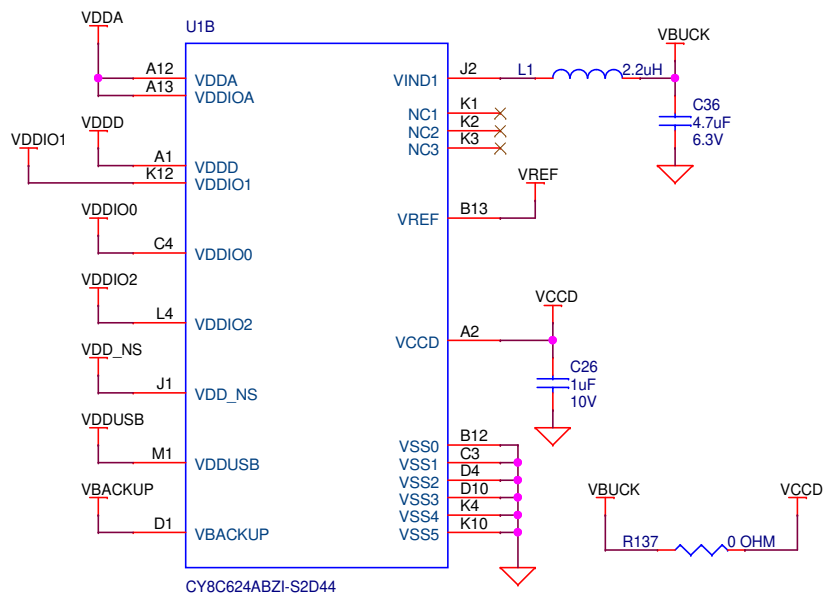 VDDA
U1B
A12
VDDA
A13
VDDIOA
VDDD
VDDIO1
A1
VDDD
K12
VDDIO1
VDDIO0
C4
VDDIO0
VDDIO2
L4
VDDIO2
VDD_NS
J1
VDD_NS
VDDUSB
M1
VDDUSB
VBACKUP
D1
VBACKUP
VIND1
J2
L1
2.2uH
VBUCK
C36
4.7uF
6.3V
NC1
K1
NC2
K2
NC3
K3
VREF
VREF
B13
VCCD
VCCD
A2
C26
1uF
10V
VSS0
B12
VSS1
C3
VSS2
D4
VSS3
D10
VSS4
K4
VSS5
K10
VBUCK
VCCD
R137
0 OHM
CY8C624ABZI-S2D44